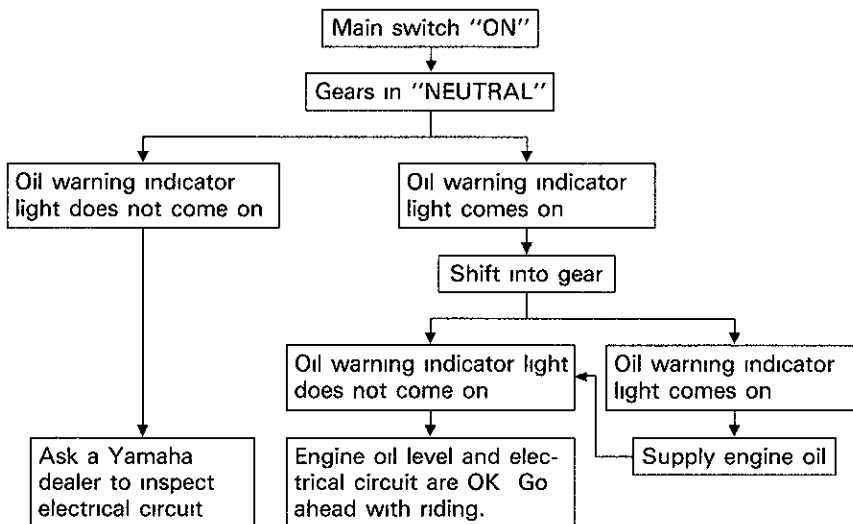 Main switch "ON"
Gears in "NEUTRAL"
Oil warning indicator
light does not come on
Oil warning indicator
light comes on
Shift into gear
Oil warning indicator light
does not come on
Oil warning indicator
light comes on
Ask a Yamaha
dealer to inspect
electrical circuit
Engine oil level and elec-
trical circuit are OK Go
ahead with riding.
Supply engine oil